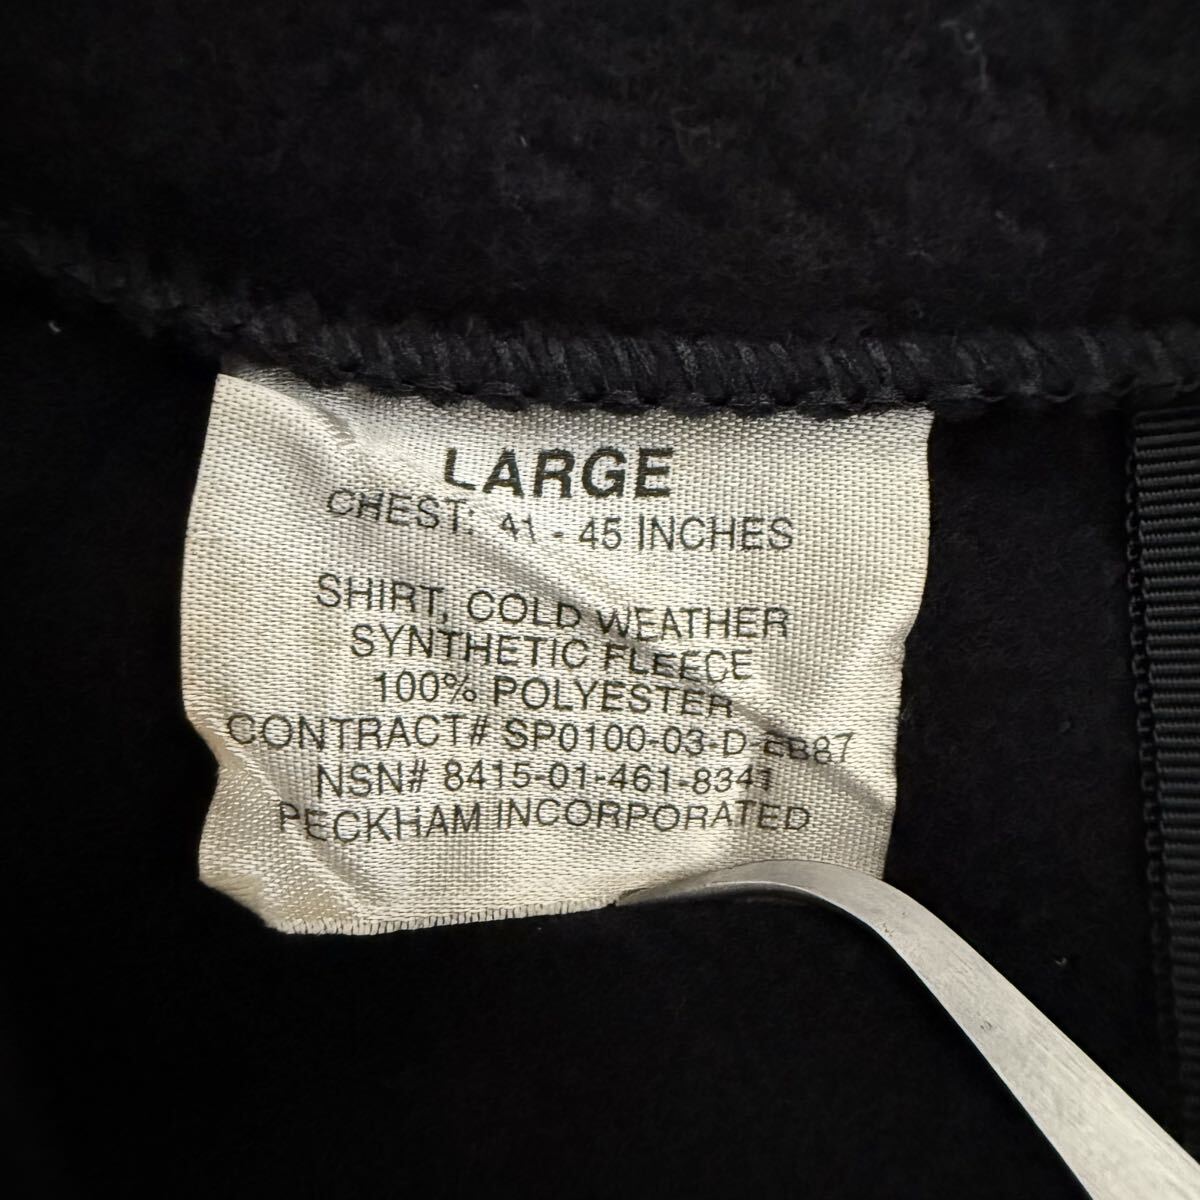 LARGE
CHEST: 41 - 45 INCHES
SHIRT, COLD WEATHER
SYNTHETIC FLEECE
100% POLYESTER
CONTRACT# SP0100-03-D-EB87
NSN# 8415-01-461-8341
PECKHAM INCORPORATED